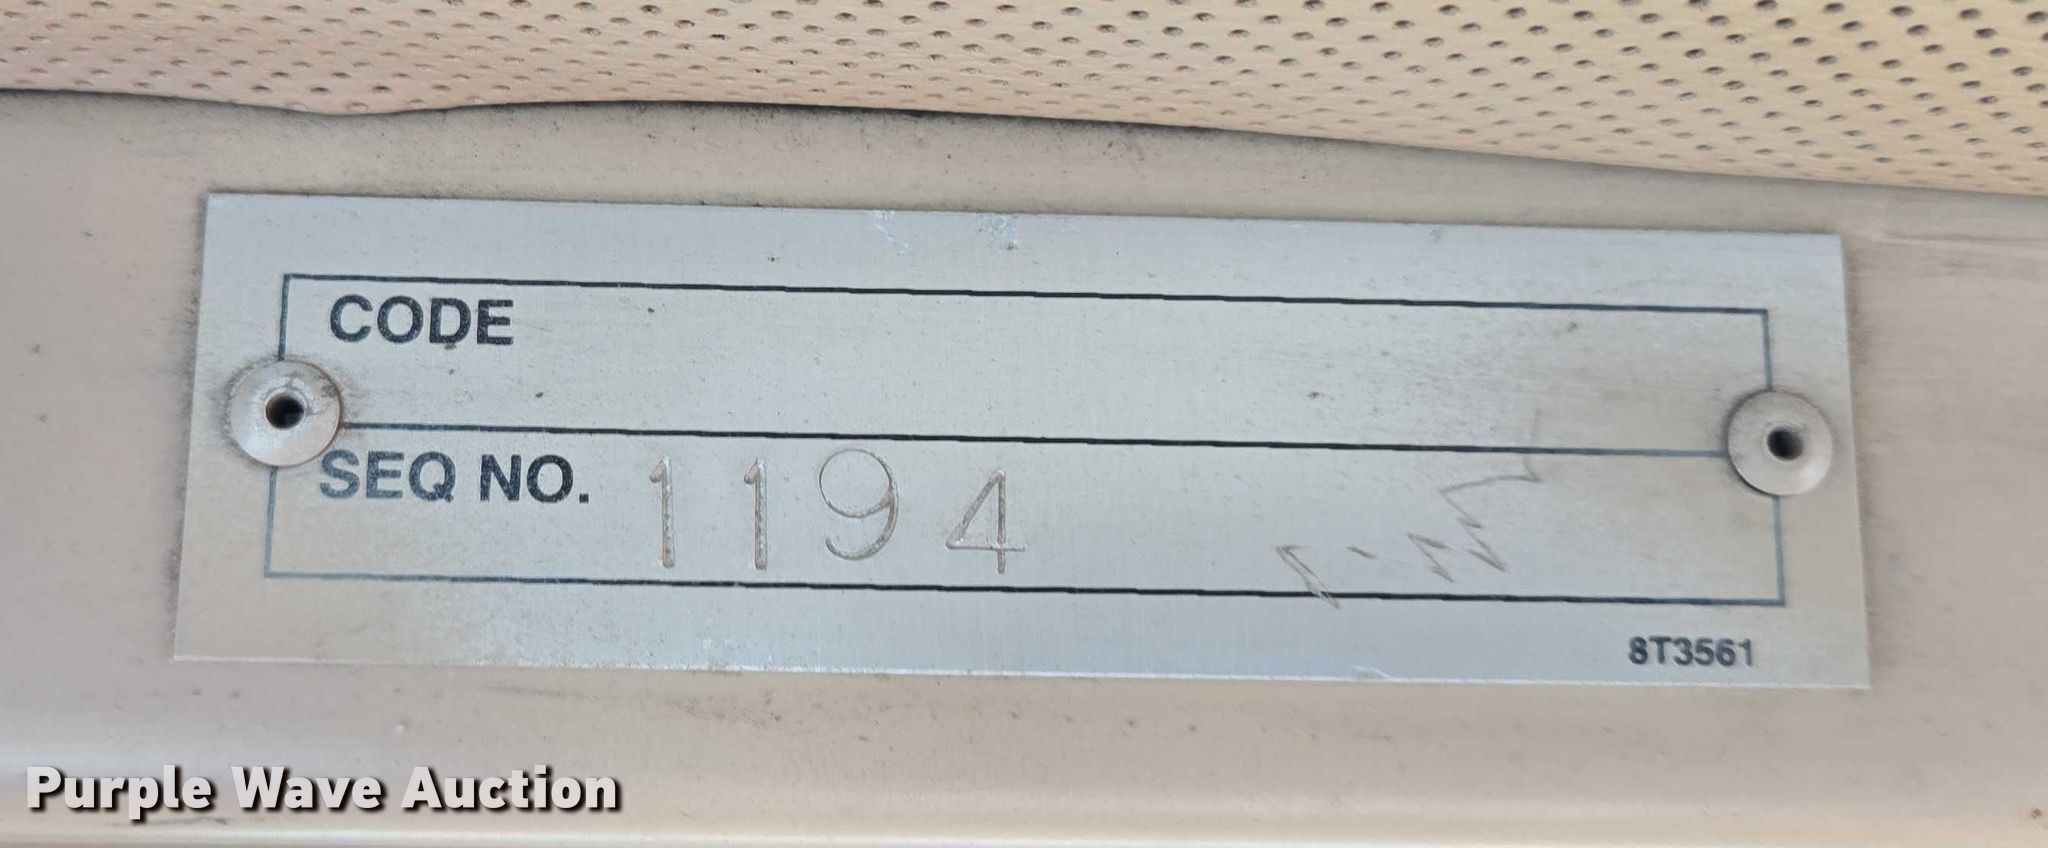 CODE
SEQ NO. 1194
8T3561
Purple Wave Auction